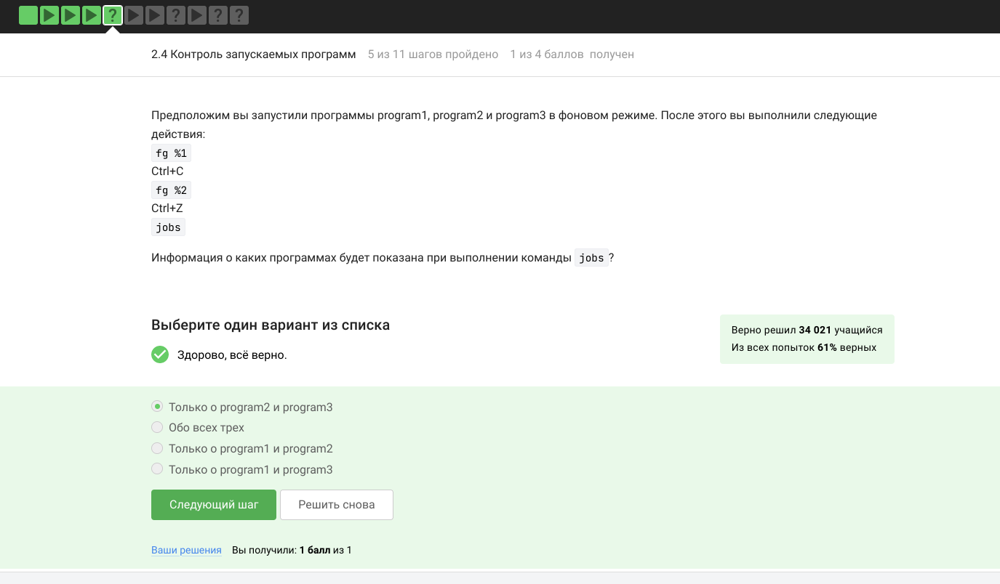 ? ? ? ?
2.4 Контроль запускаемых программ 5 из 11 шагов пройдено 1 из 4 баллов получен
Предположим вы запустили программы program1, program2 и program3 в фоновом режиме. После этого вы выполнили следующие
действия:
fg %1
Ctrl+C
fg %2
Ctrl+Z
jobs
Информация о каких программах будет показана при выполнении команды jobs?
Выберите один вариант из списка
Здорово, всё верно.
Верно решил 34 021 учащийся
Из всех попыток 61% верных
Только о program2 и program3
Обо всех трех
Только о program1 и program2
Только о program1 и program3
Следующий шаг Решить снова
Ваши решения Вы получили: 1 балл из 1